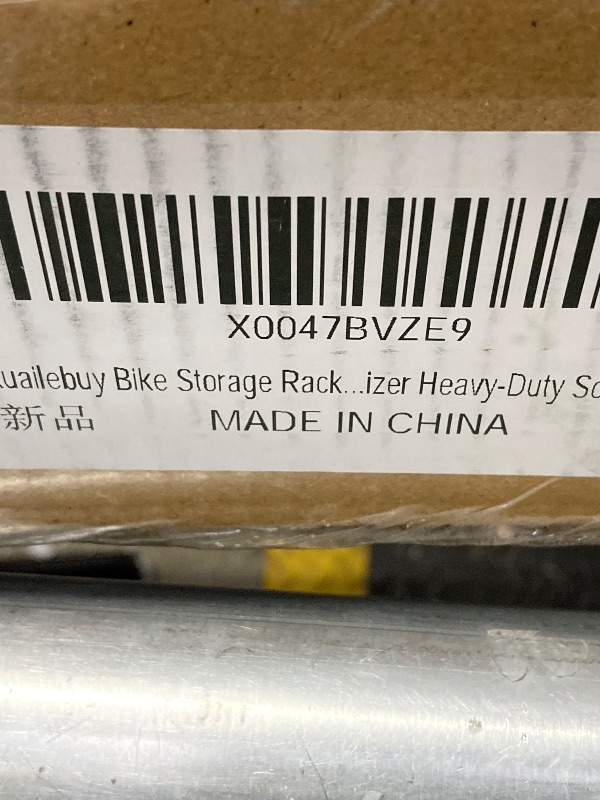 X0047BVZE9
uailebuy Bike Storage Rack...izer Heavy-Duty Sc
新品
MADE IN CHINA